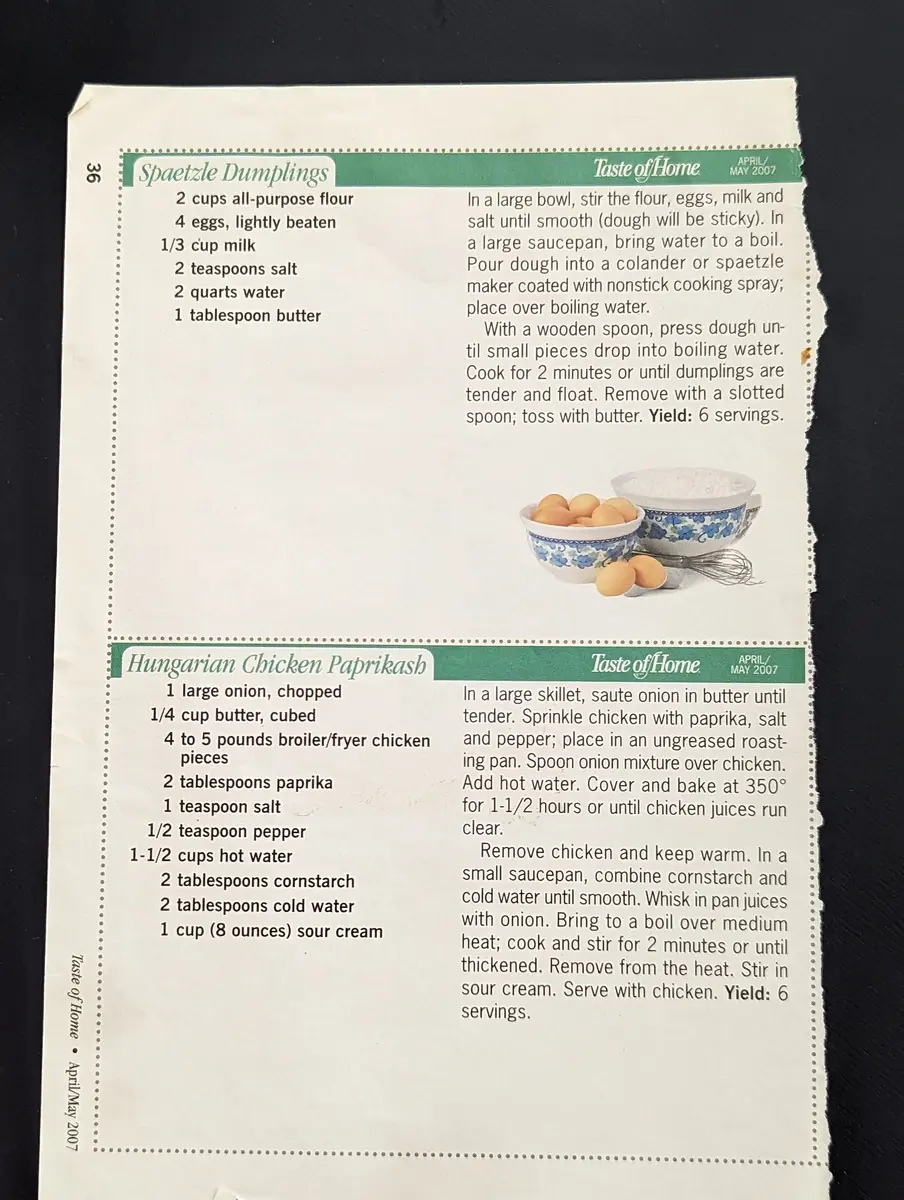 36
Spaetzle Dumplings
Taste of Home
APRIL/
MAY 2007
2 cups all-purpose flour
4 eggs, lightly beaten
1/3 cup milk
2 teaspoons salt
2 quarts water
1 tablespoon butter
In a large bowl, stir the flour, eggs, milk and
salt until smooth (dough will be sticky). In
a large saucepan, bring water to a boil.
Pour dough into a colander or spaetzle
maker coated with nonstick cooking spray;
place over boiling water.
With a wooden spoon, press dough un-
til small pieces drop into boiling water.
Cook for 2 minutes or until dumplings are
tender and float. Remove with a slotted
spoon; toss with butter. Yield: 6 servings.
Hungarian Chicken Paprikash
Taste of Home
APRIL/
MAY 2007
1 large onion, chopped
1/4 cup butter, cubed
4 to 5 pounds broiler/fryer chicken
pieces
2 tablespoons paprika
1 teaspoon salt
1/2 teaspoon pepper
1-1/2 cups hot water
2 tablespoons cornstarch
2 tablespoons cold water
1 cup (8 ounces) sour cream
In a large skillet, saute onion in butter until
tender. Sprinkle chicken with paprika, salt
and pepper; place in an ungreased roast-
ing pan. Spoon onion mixture over chicken.
Add hot water. Cover and bake at 350°
for 1-1/2 hours or until chicken juices run
clear.
Remove chicken and keep warm. In a
small saucepan, combine cornstarch and
cold water until smooth. Whisk in pan juices
with onion. Bring to a boil over medium
heat; cook and stir for 2 minutes or until
thickened. Remove from the heat. Stir in
sour cream. Serve with chicken. Yield: 6
servings.
Taste of Home • April/May 2007